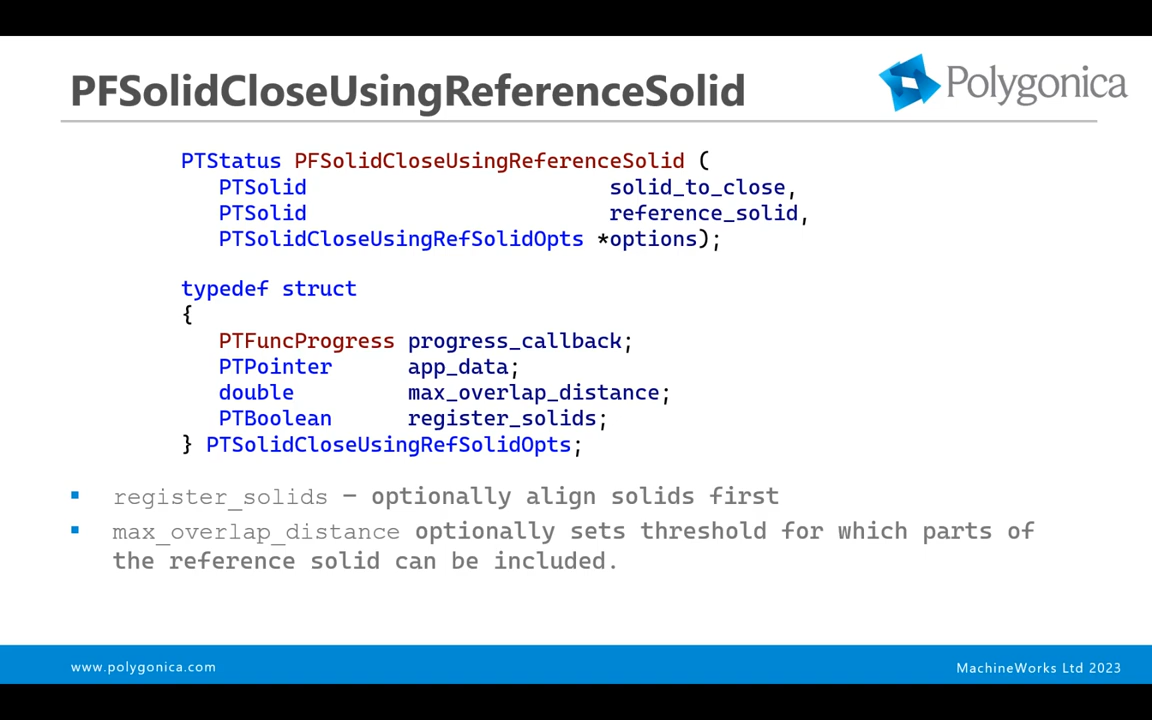 PFSolidCloseUsingReferenceSolid
Polygonica
PTStatus PFSolidCloseUsingReferenceSolid (
PTSolid solid_to_close,
PTSolid reference_solid,
PTSolidCloseUsingRefSolidOpts *options);
typedef struct
{
PTFuncProgress progress_callback;
PTPointer app_data;
double max_overlap_distance;
PTBoolean register_solids;
} PTSolidCloseUsingRefSolidOpts;
▪ register_solids – optionally align solids first
▪ max_overlap_distance optionally sets threshold for which parts of
the reference solid can be included.
www.polygonica.com
MachineWorks Ltd 2023